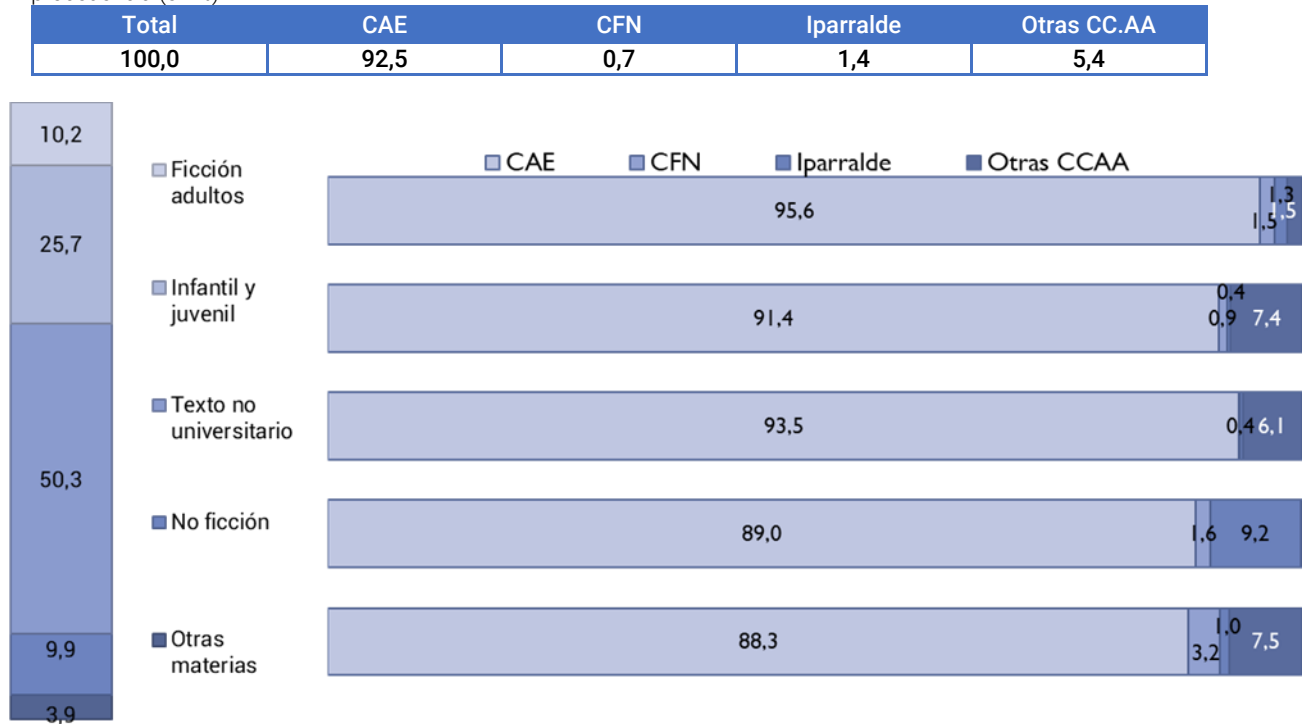 Total CAE CFN Iparralde Otras CC.AA
100,0 92,5 0,7 1,4 5,4
10,2
25,7
50,3
9,9
3,9
Ficción
adultos
Infantil y
juvenil
Texto no
universitario
No ficción
Otras
materias
CAE CFN Iparralde Otras CCAA
95,6 1,5 1,3 1,5
91,4 0,9 0,4 7,4
93,5 0,4 6,1
89,0 1,6 9,2
88,3 3,2 1,0 7,5